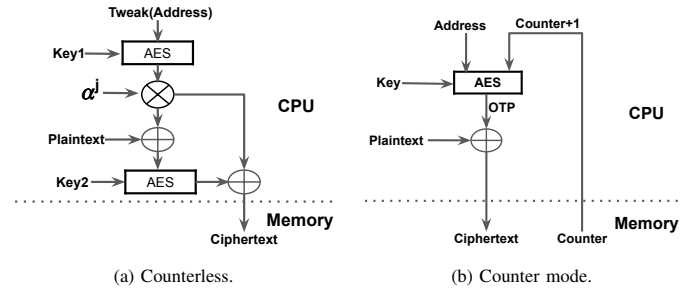 Tweak(Address)
Key1
AES
α^j
CPU
Plaintext
Key2
AES
Memory
Ciphertext
(a) Counterless.
Address
Counter+1
Key
AES
OTP
CPU
Plaintext
Memory
Ciphertext
Counter
(b) Counter mode.